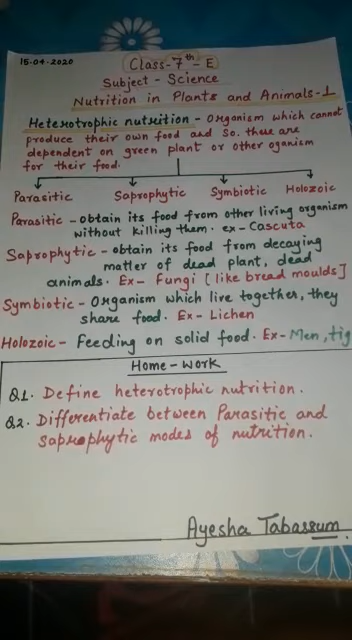 15-04-2020
Class-7th-E
Subject - Science
Nutrition in Plants and Animals-1
Heterotrophic nutrition - Organism which cannot
produce their own food and so. these are
dependent on green plant or other oganism
for their food.
Parasitic Saprophytic Symbiotic Holozoic
Parasitic - obtain its food from other living organism
without killing them. ex - Cascuta
Saprophytic - obtain its food from decaying
matter of dead plant, dead
animals. Ex - Fungi [like bread moulds]
Symbiotic - Organism which live together, they
share food. Ex - Lichen
Holozoic - Feeding on solid food. Ex - Men, tig
Home-work
Q1. Define heterotrophic nutrition.
Q2. Differentiate between Parasitic and
saprophytic modes of nutrition.
Ayesha Tabassum